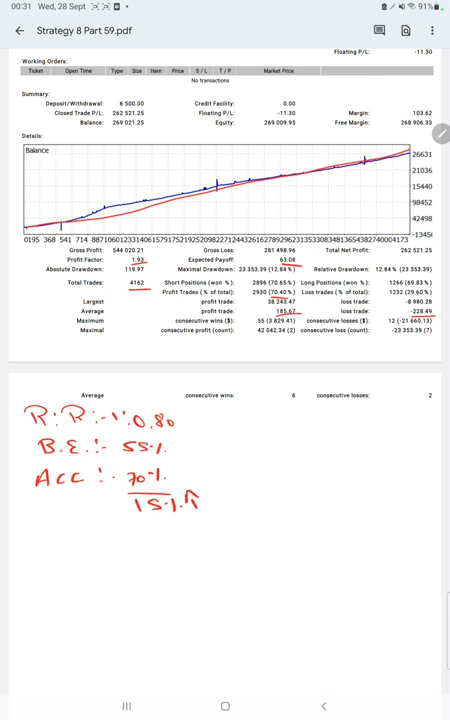 00:31 Wed, 28 Sept 91%
Strategy 8 Part 59.pdf
Floating P/L: -11.30
Working Orders:
Ticket Open Time Type Size Item Price S / L T / P Market Price
No transactions
Summary:
Deposit/Withdrawal: 6 500.00 Credit Facility: 0.00
Closed Trade P/L: 262 521.25 Floating P/L: -11.30 Margin: 103.62
Balance: 269 021.25 Equity: 269 009.95 Free Margin: 268 906.33
Details:
Balance
26631
21036
15440
98452
42498
-1345
Gross Profit: 544 020.21 Gross Loss: 281 498.96 Total Net Profit: 262 521.25
Profit Factor: 1.93 Expected Payoff: 63.08
Absolute Drawdown: 119.97 Maximal Drawdown: 23 353.39 (12.84%) Relative Drawdown: 12.84% (23 353.39)
Total Trades: 4162 Short Positions (won %): 2896 (70.65%) Long Positions (won %): 1266 (69.83%)
Profit Trades (% of total): 2930 (70.40%) Loss trades (% of total): 1232 (29.60%)
Largest profit trade: 38 243.47 loss trade: -8 980.28
Average profit trade: 185.67 loss trade: -228.49
Maximum consecutive wins ($): 55 (3 829.41) consecutive losses ($): 12 (-21 660.13)
Maximal consecutive profit (count): 42 042.34 (2) consecutive loss (count): -23 353.39 (7)
Average consecutive wins: 6 consecutive losses: 2
R:R:- 1:0.80
B.E.:- 55%.
Acc :- 70%.
15%.↑